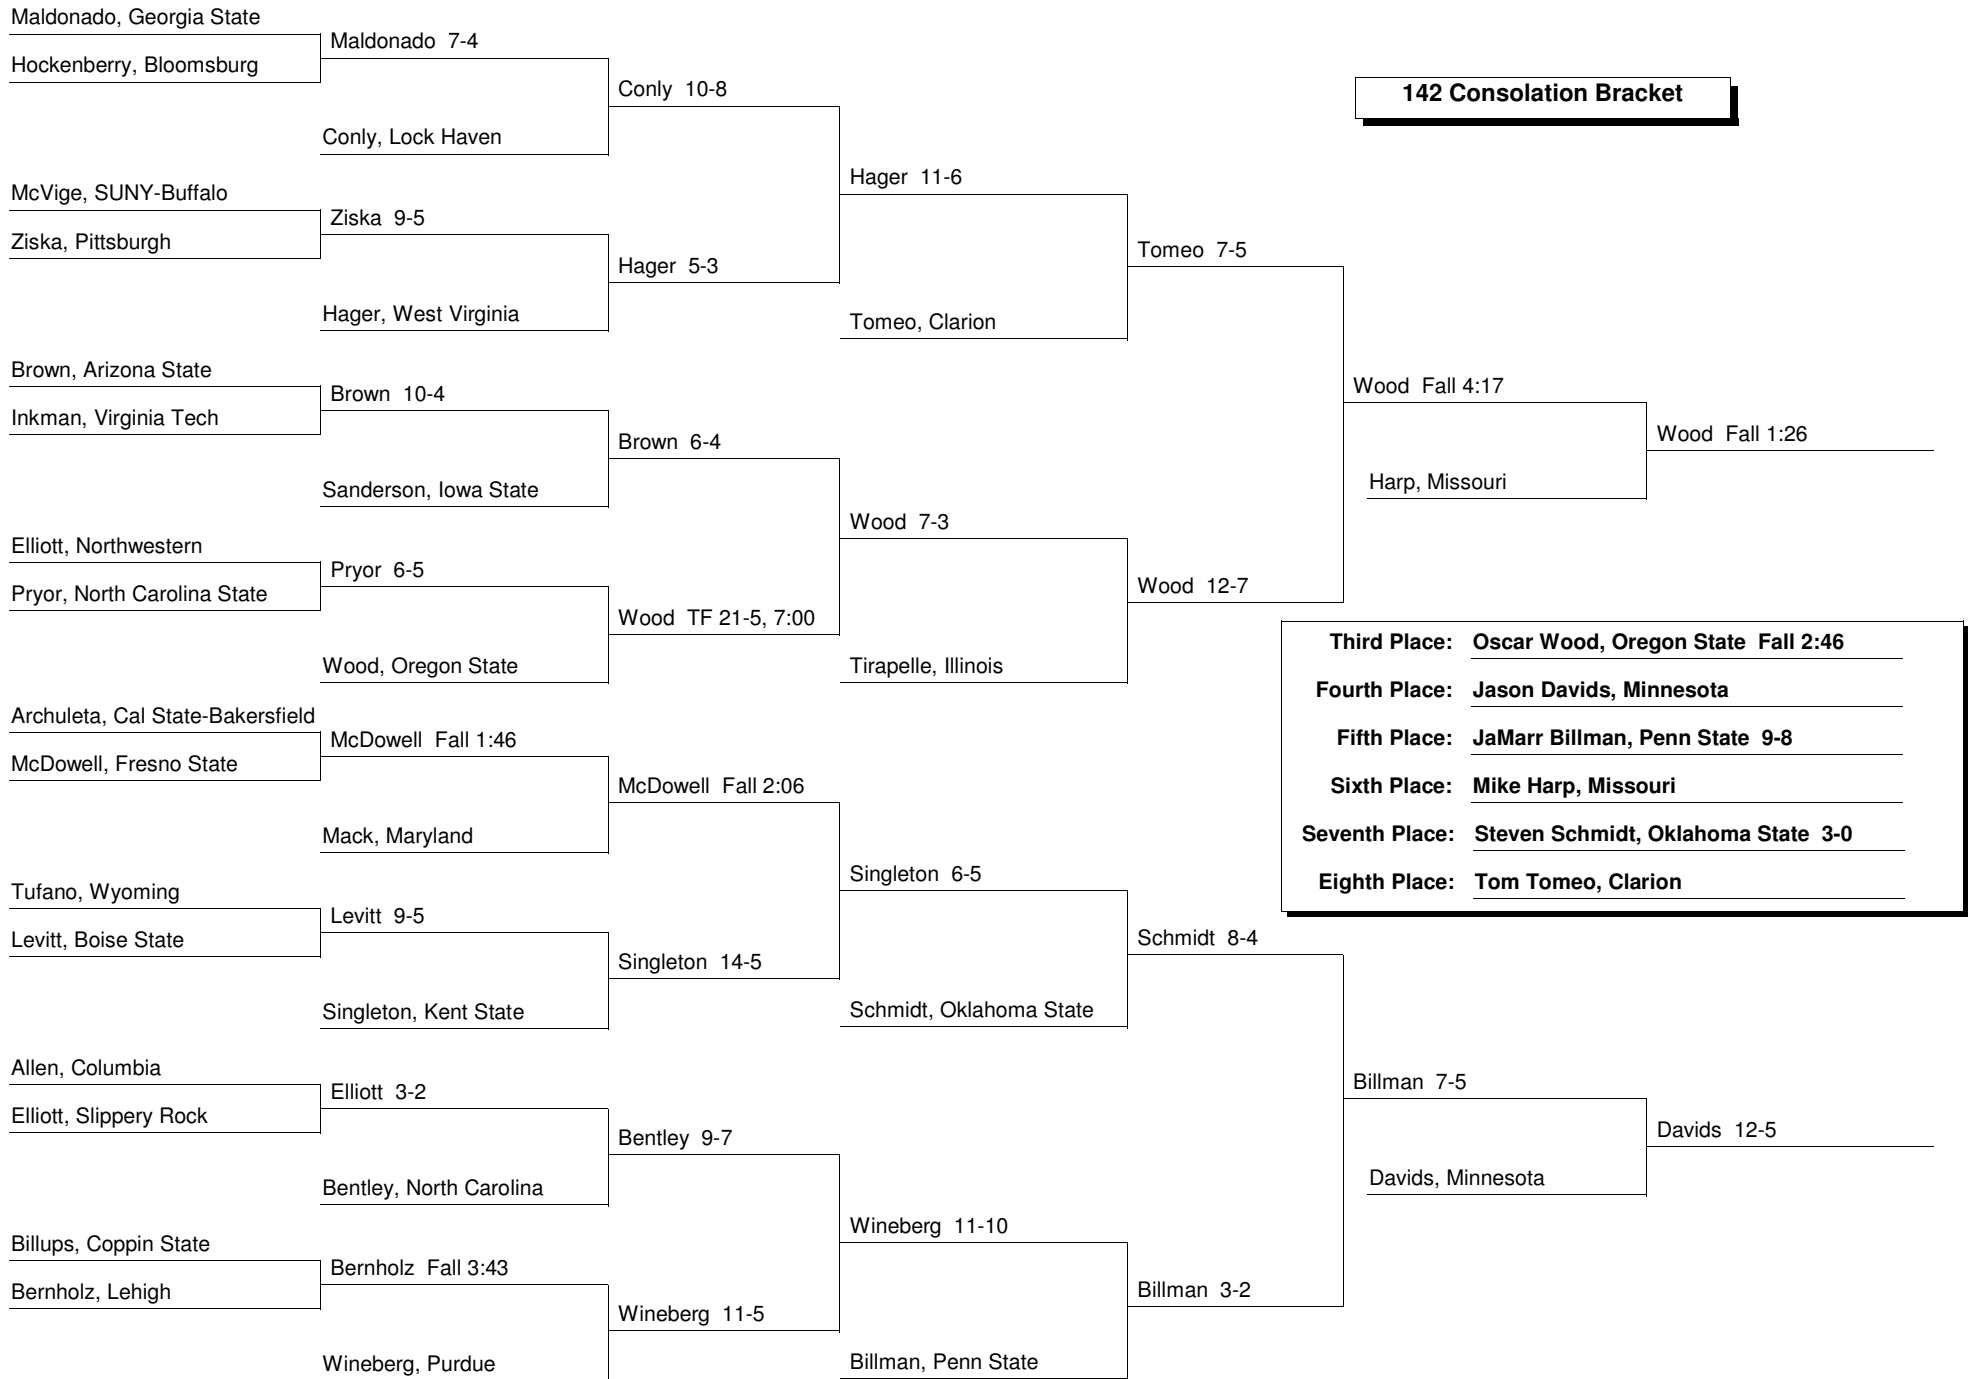 Maldonado, Georgia State
Maldonado 7-4
Hockenberry, Bloomsburg
Conly 10-8
142 Consolation Bracket
Conly, Lock Haven
Hager 11-6
McVige, SUNY-Buffalo
Ziska 9-5
Ziska, Pittsburgh
Tomeo 7-5
Hager 5-3
Hager, West Virginia
Tomeo, Clarion
Brown, Arizona State
Wood Fall 4:17
Brown 10-4
Inkman, Virginia Tech
Wood Fall 1:26
Brown 6-4
Harp, Missouri
Sanderson, Iowa State
Wood 7-3
Elliott, Northwestern
Pryor 6-5
Wood 12-7
Pryor, North Carolina State
Wood TF 21-5, 7:00
Third Place: Oscar Wood, Oregon State Fall 2:46
Wood, Oregon State
Tirapelle, Illinois
Fourth Place: Jason Davids, Minnesota
Archuleta, Cal State-Bakersfield
McDowell Fall 1:46
Fifth Place: JaMarr Billman, Penn State 9-8
McDowell, Fresno State
McDowell Fall 2:06
Sixth Place: Mike Harp, Missouri
Mack, Maryland
Seventh Place: Steven Schmidt, Oklahoma State 3-0
Singleton 6-5
Eighth Place: Tom Tomeo, Clarion
Tufano, Wyoming
Levitt 9-5
Levitt, Boise State
Schmidt 8-4
Singleton 14-5
Singleton, Kent State
Schmidt, Oklahoma State
Allen, Columbia
Billman 7-5
Elliott 3-2
Elliott, Slippery Rock
Davids 12-5
Bentley 9-7
Davids, Minnesota
Bentley, North Carolina
Wineberg 11-10
Billups, Coppin State
Bernholz Fall 3:43
Bernholz, Lehigh
Billman 3-2
Wineberg 11-5
Wineberg, Purdue
Billman, Penn State